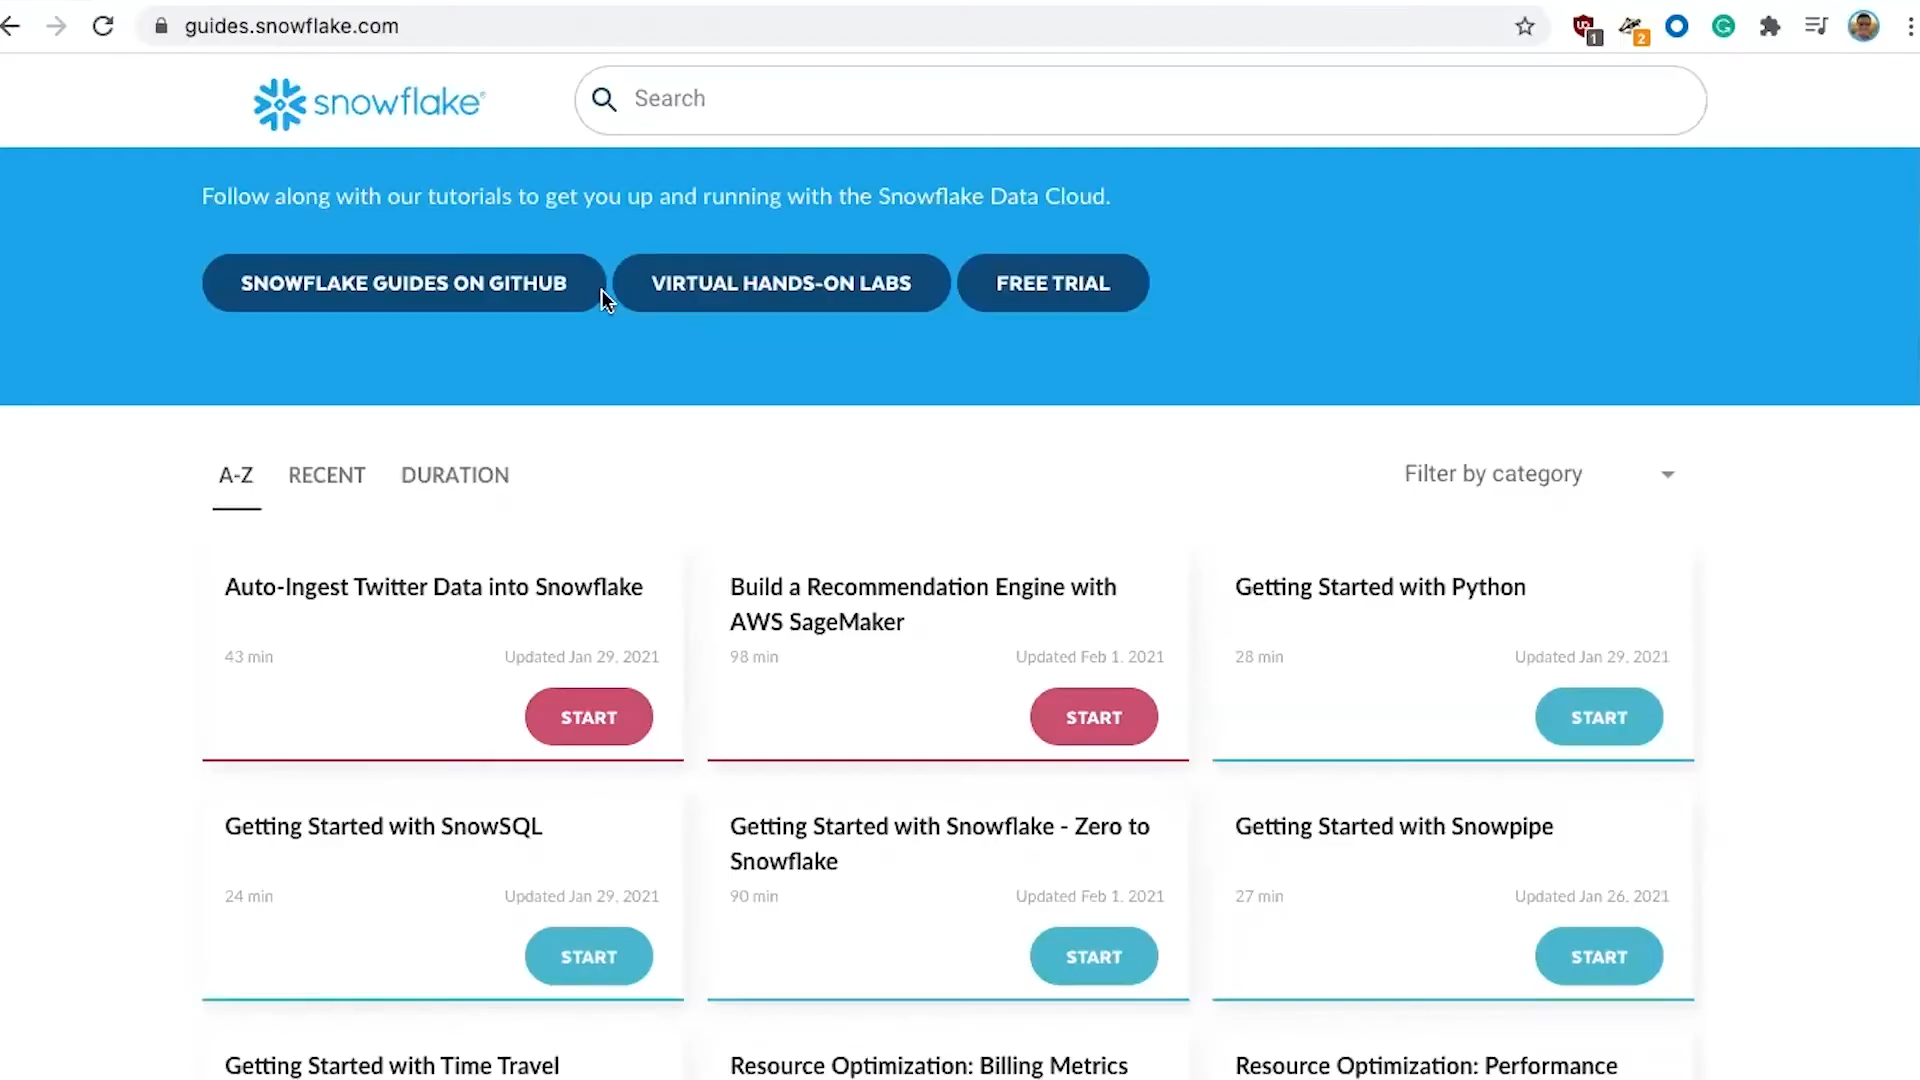 guides.snowflake.com
1
2
snowflake®
Search
Follow along with our tutorials to get you up and running with the Snowflake Data Cloud.
SNOWFLAKE GUIDES ON GITHUB
VIRTUAL HANDS-ON LABS
FREE TRIAL
A-Z
RECENT
DURATION
Filter by category
Auto-Ingest Twitter Data into Snowflake
43 min
Updated Jan 29, 2021
START
Build a Recommendation Engine with
AWS SageMaker
98 min
Updated Feb 1, 2021
START
Getting Started with Python
28 min
Updated Jan 29, 2021
START
Getting Started with SnowSQL
24 min
Updated Jan 29, 2021
START
Getting Started with Snowflake - Zero to
Snowflake
90 min
Updated Feb 1, 2021
START
Getting Started with Snowpipe
27 min
Updated Jan 26, 2021
START
Getting Started with Time Travel
Resource Optimization: Billing Metrics
Resource Optimization: Performance